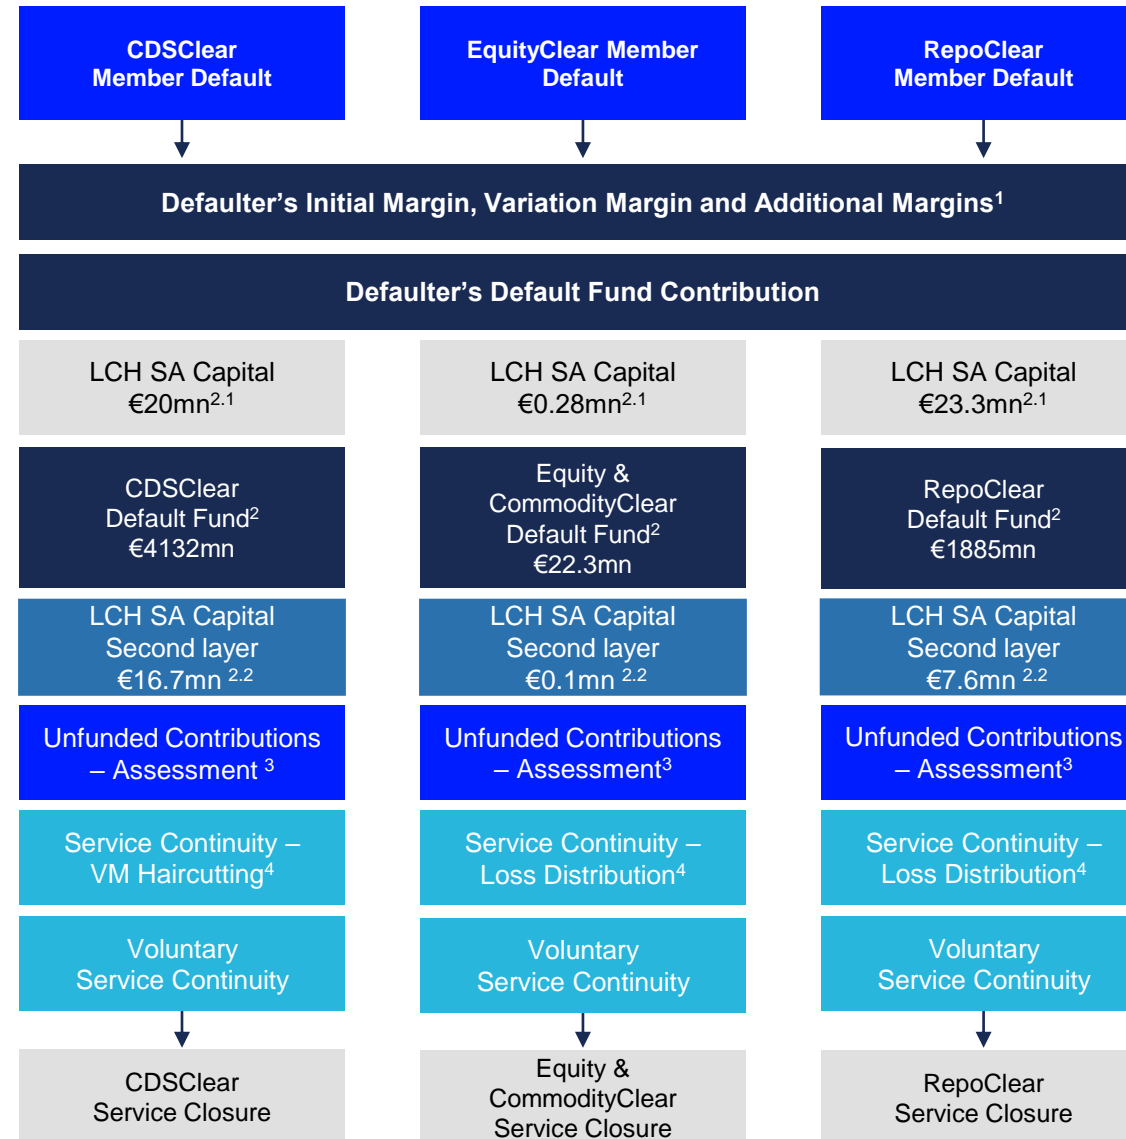 CDSClear
Member Default
EquityClear Member
Default
RepoClear
Member Default
Defaulter’s Initial Margin, Variation Margin and Additional Margins¹
Defaulter’s Default Fund Contribution
LCH SA Capital
€20mn2.1
LCH SA Capital
€0.28mn2.1
LCH SA Capital
€23.3mn2.1
CDSClear
Default Fund²
€4132mn
Equity &
CommodityClear
Default Fund²
€22.3mn
RepoClear
Default Fund²
€1885mn
LCH SA Capital
Second layer
€16.7mn 2.2
LCH SA Capital
Second layer
€0.1mn 2.2
LCH SA Capital
Second layer
€7.6mn 2.2
Unfunded Contributions
– Assessment ³
Unfunded Contributions
– Assessment³
Unfunded Contributions
– Assessment³
Service Continuity –
VM Haircutting⁴
Service Continuity –
Loss Distribution⁴
Service Continuity –
Loss Distribution⁴
Voluntary
Service Continuity
Voluntary
Service Continuity
Voluntary
Service Continuity
CDSClear
Service Closure
Equity &
CommodityClear
Service Closure
RepoClear
Service Closure